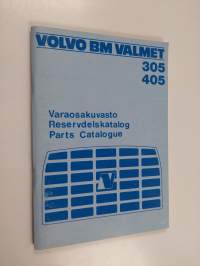 VOLVO BM VALMET
305
405
Varaosakuvasto
Reservdelskatalog
Parts Catalogue
V